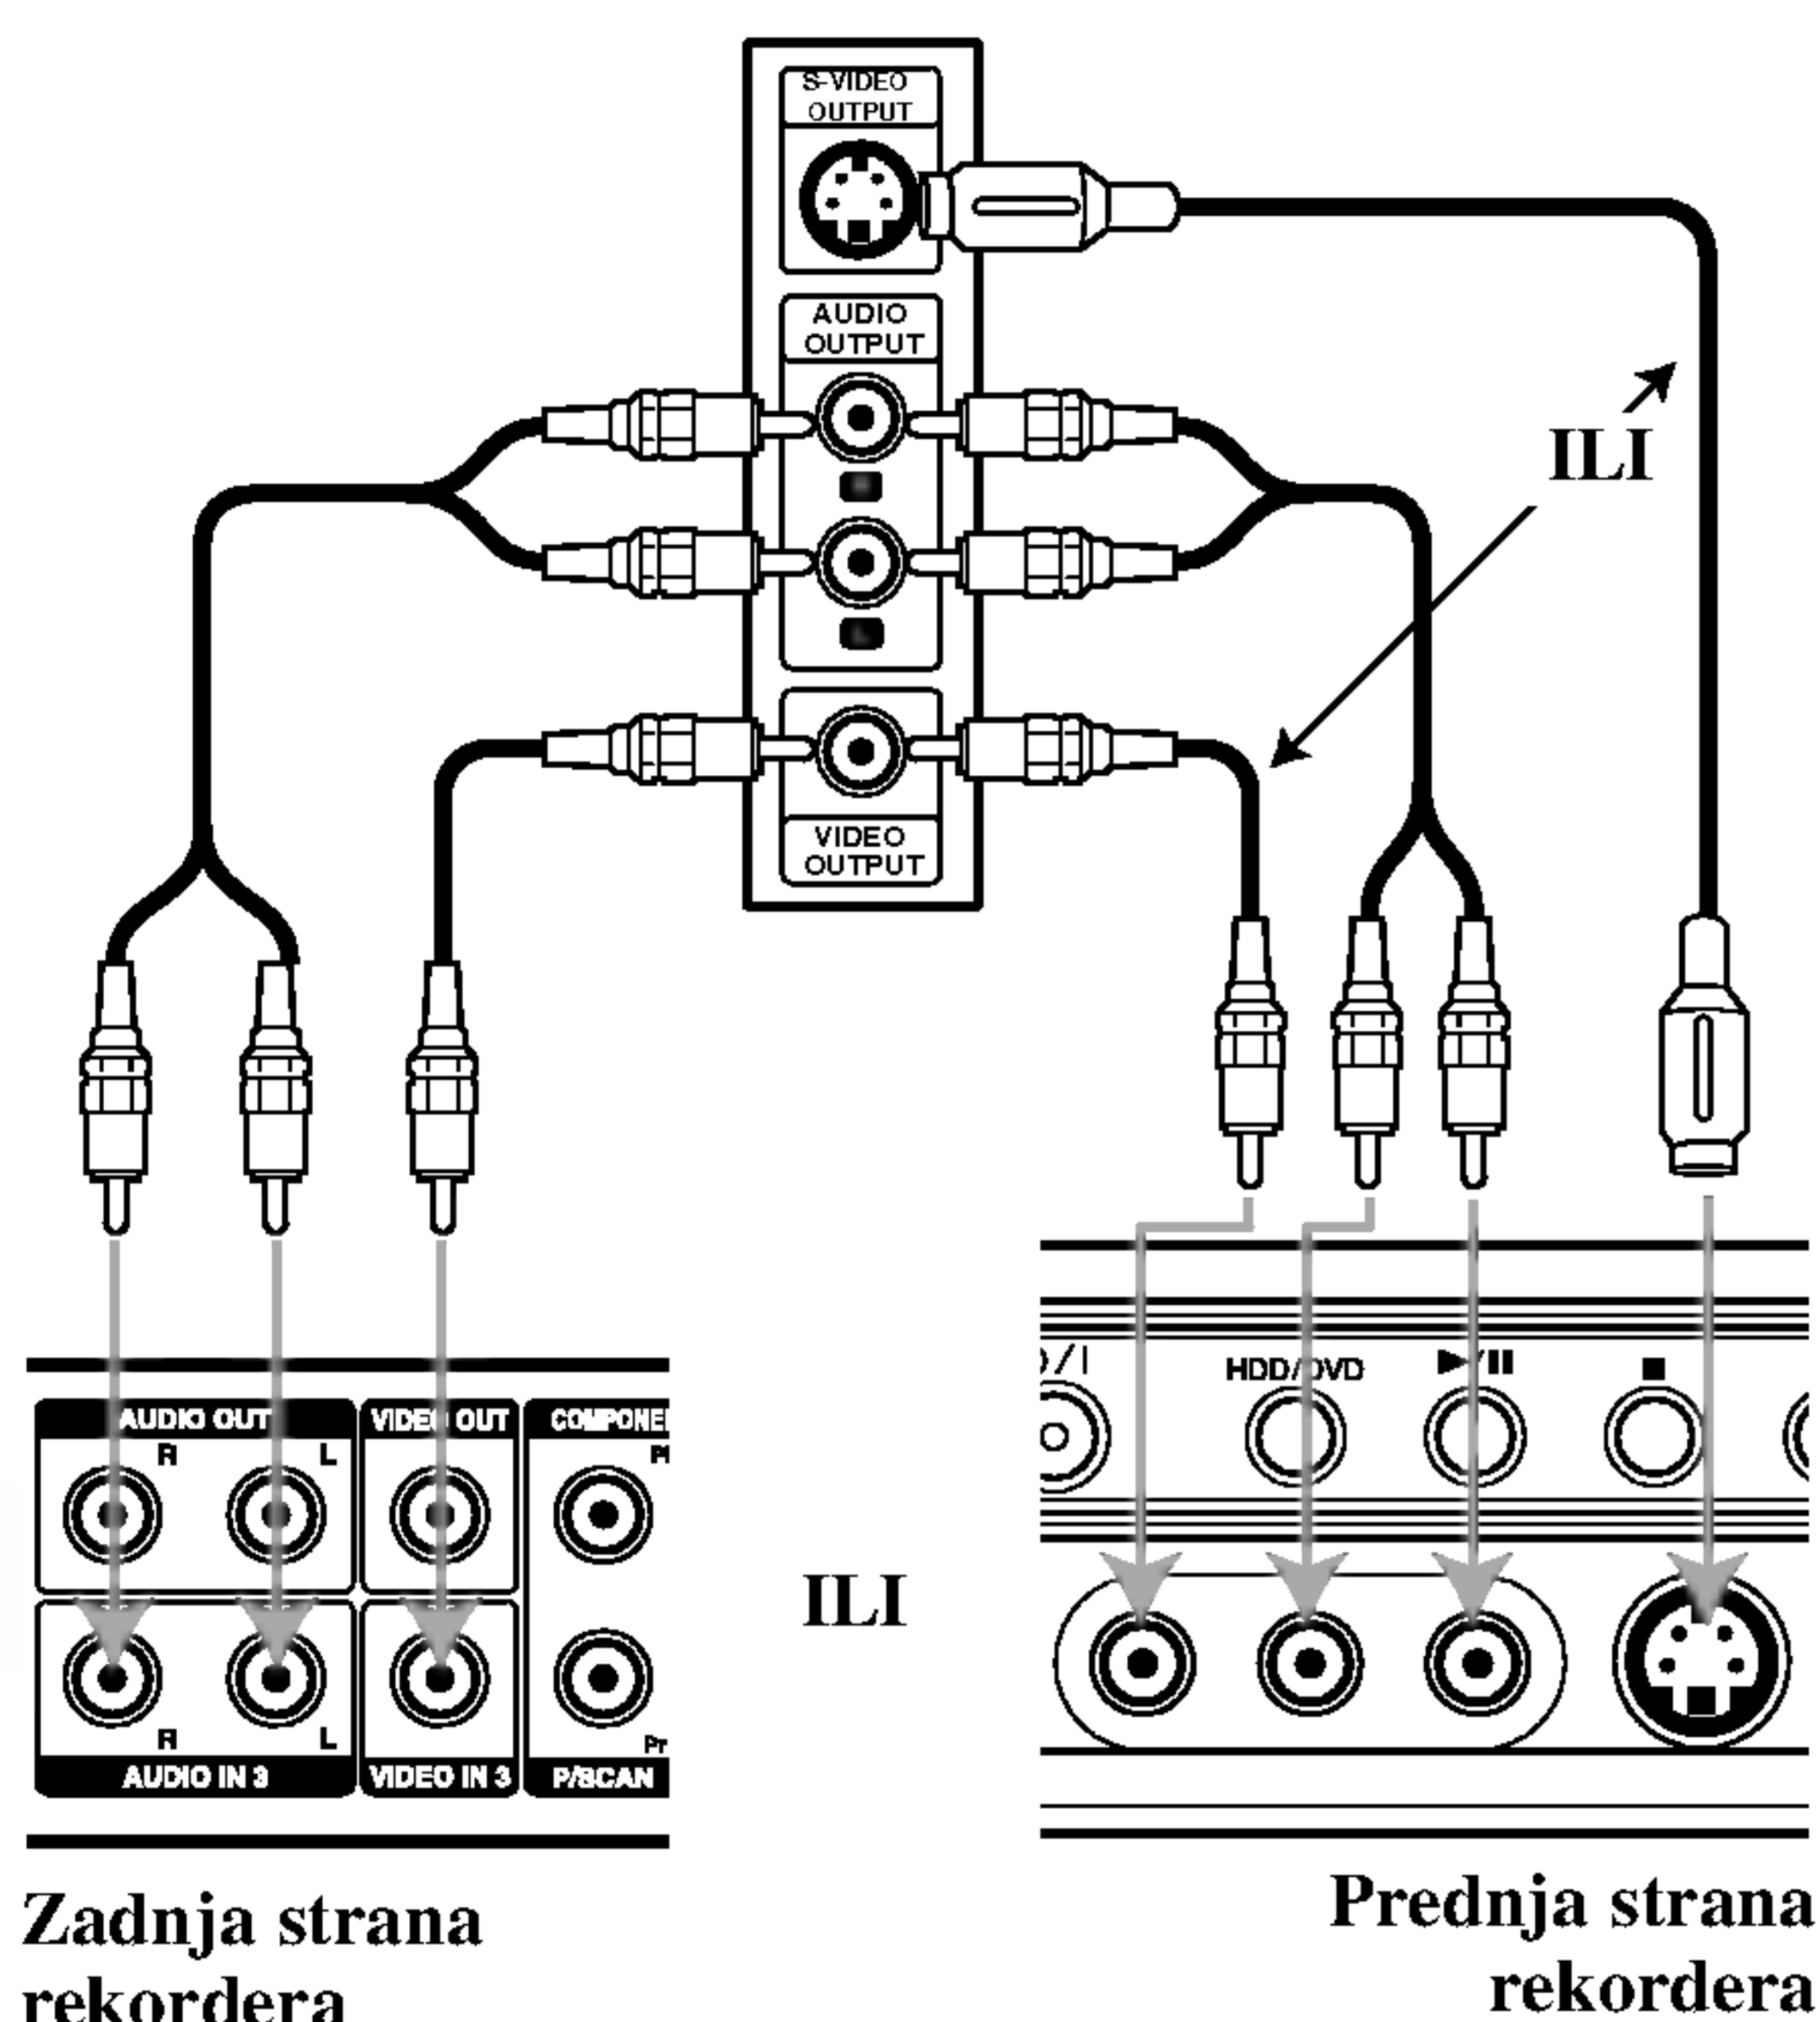 S-VIDEO
OUTPUT
AUDIO
OUTPUT
L
VIDEO
OUTPUT
ILI
AUDIO OUT
VIDEO OUT
R
L
R
L
Pr
AUDIO IN 3
VIDEO IN 3
P/SCAN
ILI
/I
HDD/DVD
Zadnja strana
rekordera
Prednja strana
rekordera